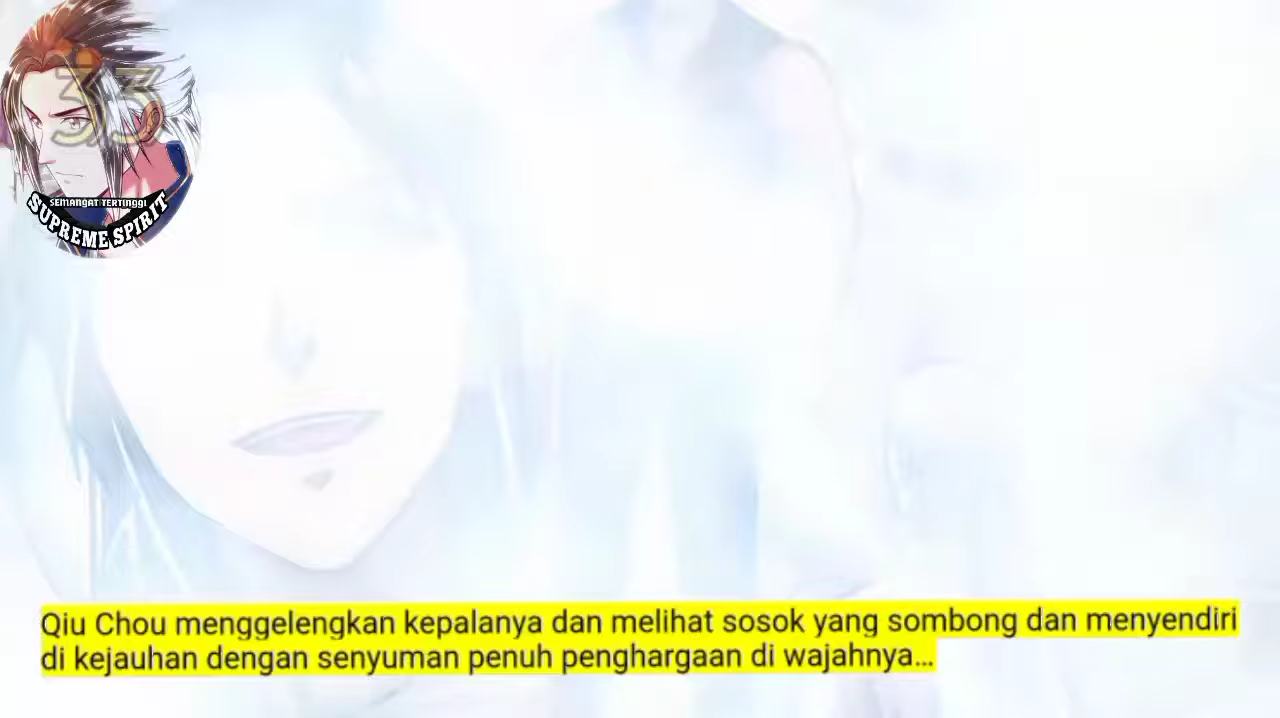 33
SEMANGAT TERTINGGI
SUPREME SPIRIT
Qiu Chou menggelengkan kepalanya dan melihat sosok yang sombong dan menyendiri
di kejauhan dengan senyuman penuh penghargaan di wajahnya...